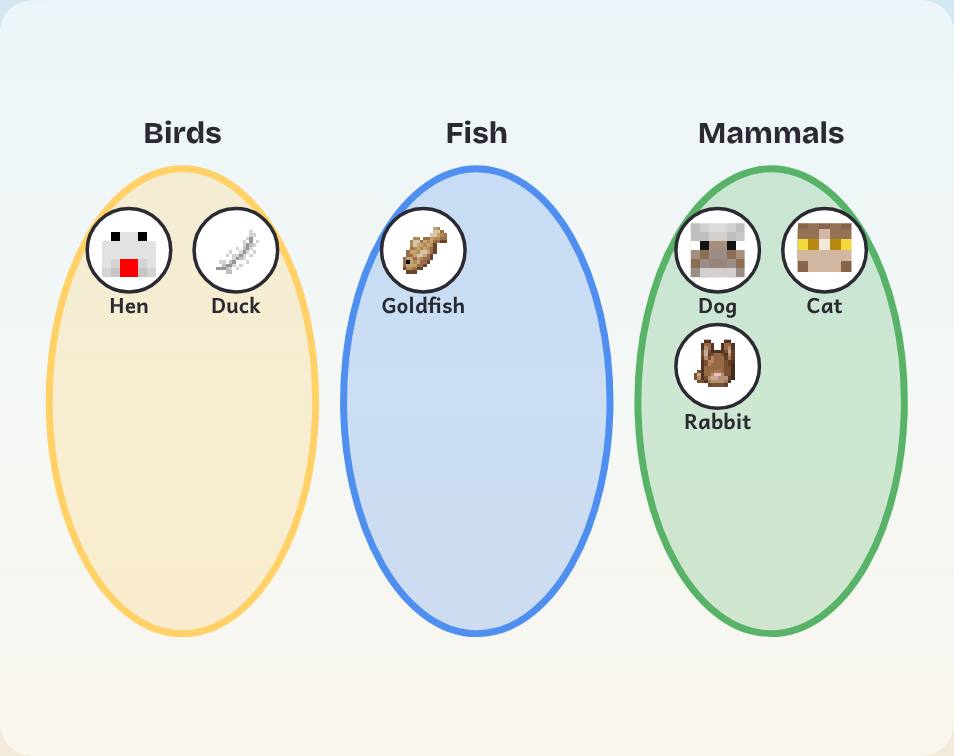 Birds
Fish
Mammals
Hen
Duck
Goldfish
Dog
Cat
Rabbit